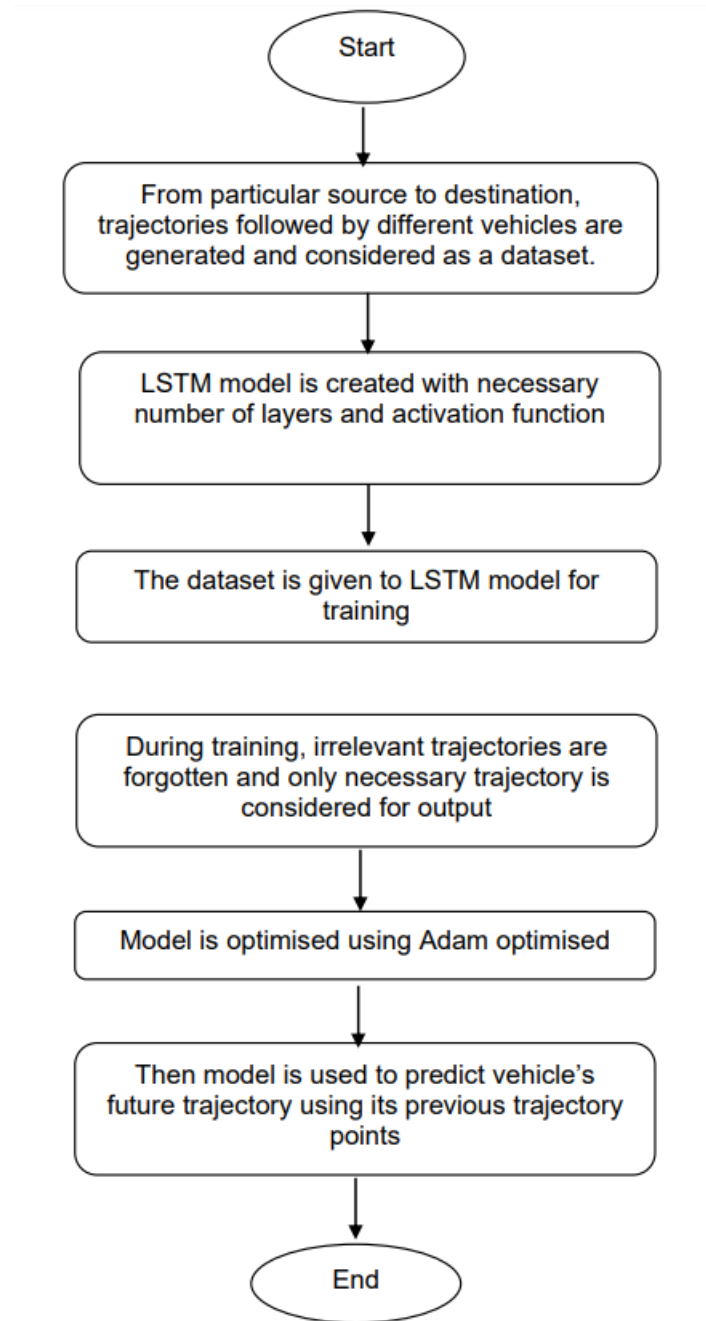 Start
From particular source to destination,
trajectories followed by different vehicles are
generated and considered as a dataset.
LSTM model is created with necessary
number of layers and activation function
The dataset is given to LSTM model for
training
During training, irrelevant trajectories are
forgotten and only necessary trajectory is
considered for output
Model is optimised using Adam optimised
Then model is used to predict vehicle’s
future trajectory using its previous trajectory
points
End